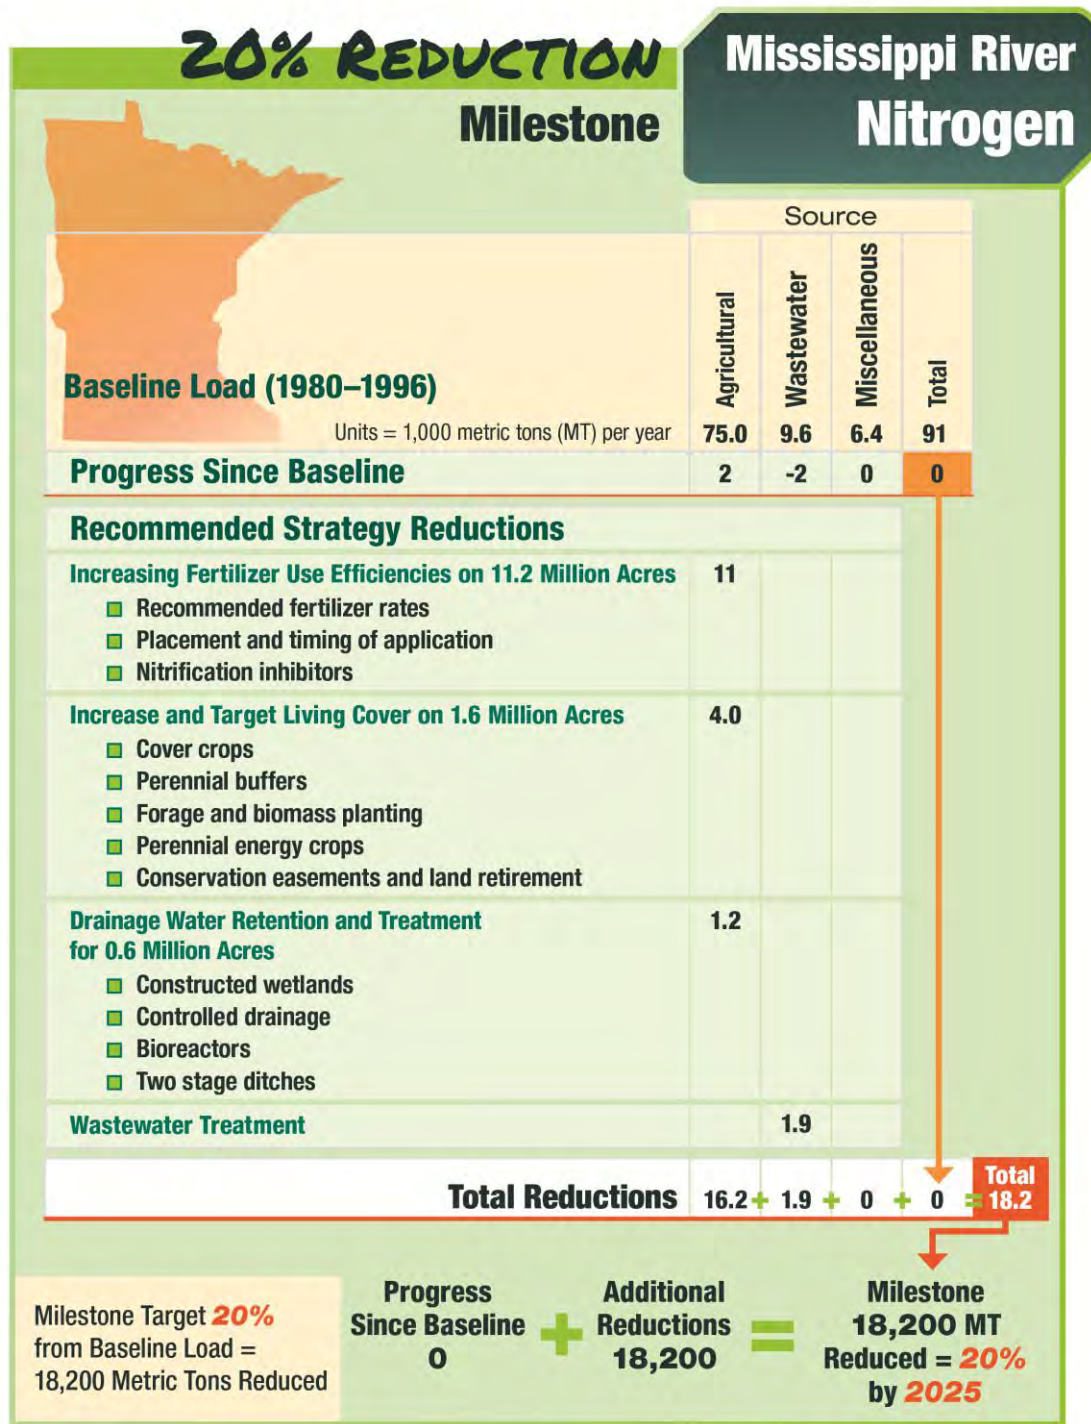 20% REDUCTION
Milestone
Mississippi River
Nitrogen
Source
Agricultural
Wastewater
Miscellaneous
Total
Baseline Load (1980–1996)
Units = 1,000 metric tons (MT) per year 75.0 9.6 6.4 91
Progress Since Baseline 2 -2 0 0
Recommended Strategy Reductions
Increasing Fertilizer Use Efficiencies on 11.2 Million Acres 11
Recommended fertilizer rates
Placement and timing of application
Nitrification inhibitors
Increase and Target Living Cover on 1.6 Million Acres 4.0
Cover crops
Perennial buffers
Forage and biomass planting
Perennial energy crops
Conservation easements and land retirement
Drainage Water Retention and Treatment 1.2
for 0.6 Million Acres
Constructed wetlands
Controlled drainage
Bioreactors
Two stage ditches
Wastewater Treatment 1.9
Total Reductions 16.2 + 1.9 + 0 + 0 =
Total
18.2
Milestone Target 20%
from Baseline Load =
18,200 Metric Tons Reduced
Progress
Since Baseline
0
+
Additional
Reductions
18,200
=
Milestone
18,200 MT
Reduced = 20%
by 2025